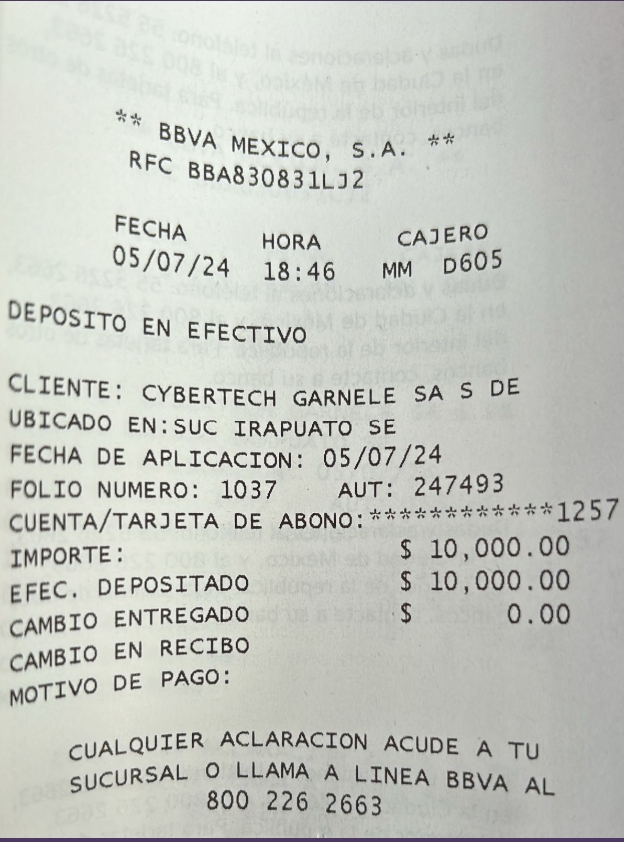 ** BBVA MEXICO, S.A. **
RFC BBA830831LJ2
FECHA HORA CAJERO
05/07/24 18:46 MM D605
DEPOSITO EN EFECTIVO
CLIENTE: CYBERTECH GARNELE SA S DE
UBICADO EN:SUC IRAPUATO SE
FECHA DE APLICACION: 05/07/24
FOLIO NUMERO: 1037 AUT: 247493
CUENTA/TARJETA DE ABONO:************1257
IMPORTE: $ 10,000.00
EFEC. DEPOSITADO $ 10,000.00
CAMBIO ENTREGADO $ 0.00
CAMBIO EN RECIBO
MOTIVO DE PAGO:
CUALQUIER ACLARACION ACUDE A TU
SUCURSAL O LLAMA A LINEA BBVA AL
800 226 2663